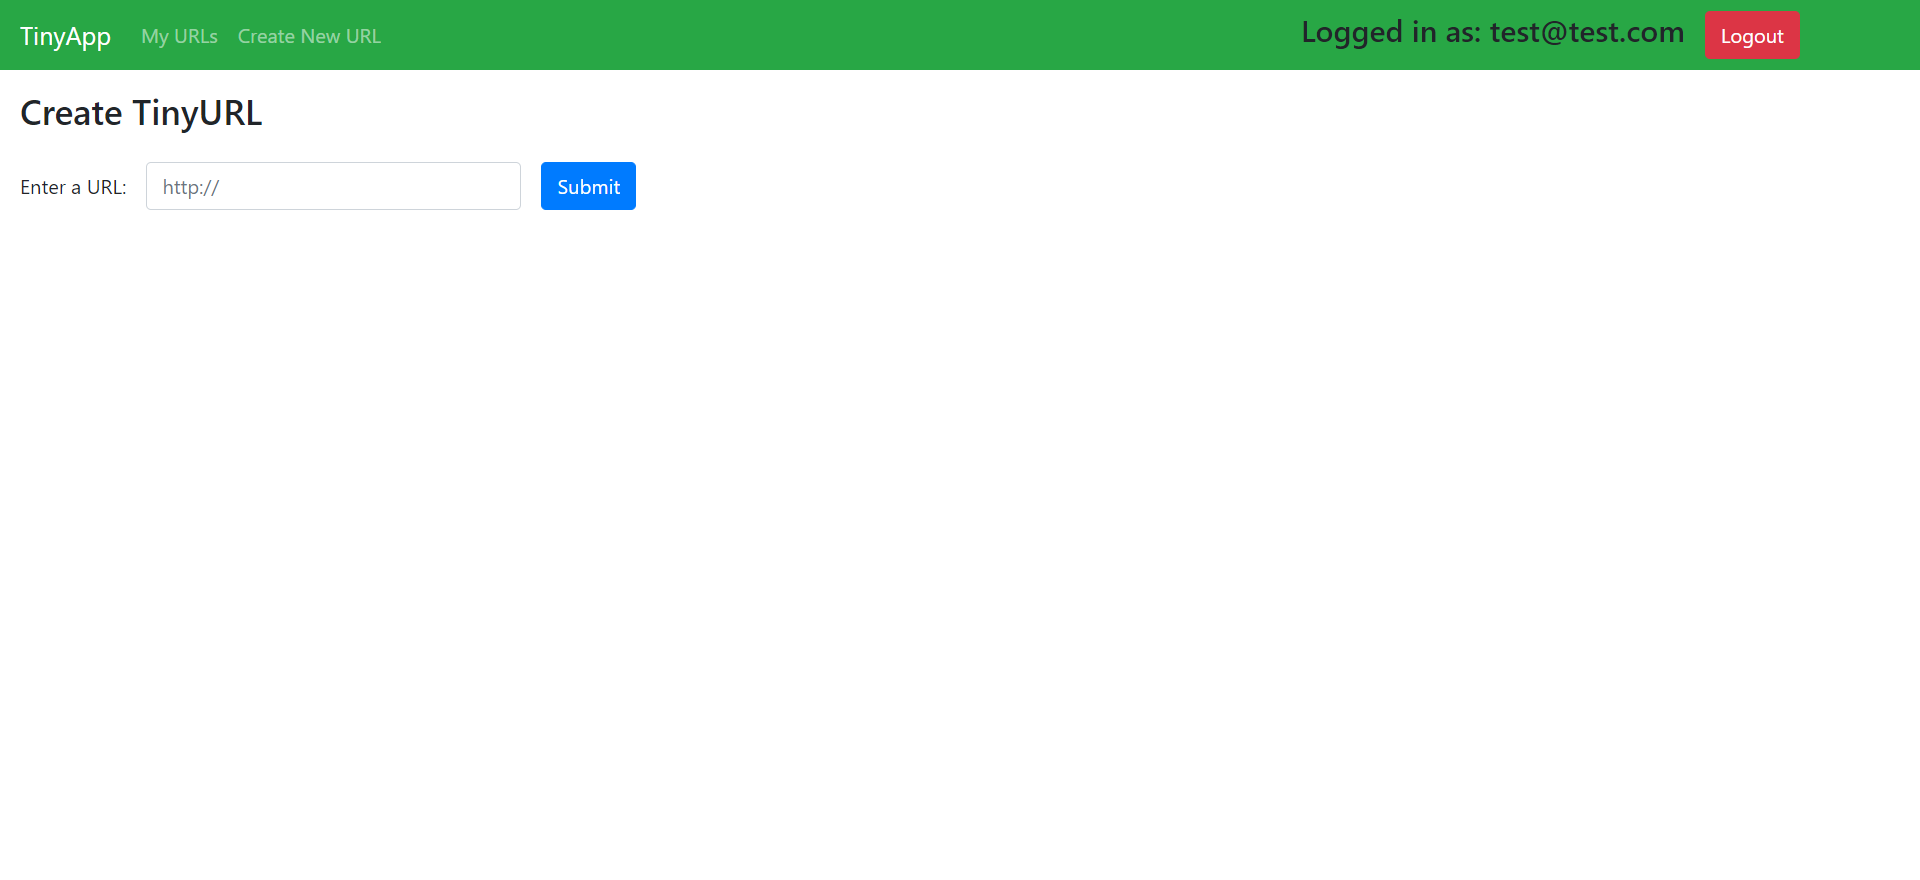 TinyApp My URLs Create New URL Logged in as: test@test.com Logout
Create TinyURL
Enter a URL: http:// Submit